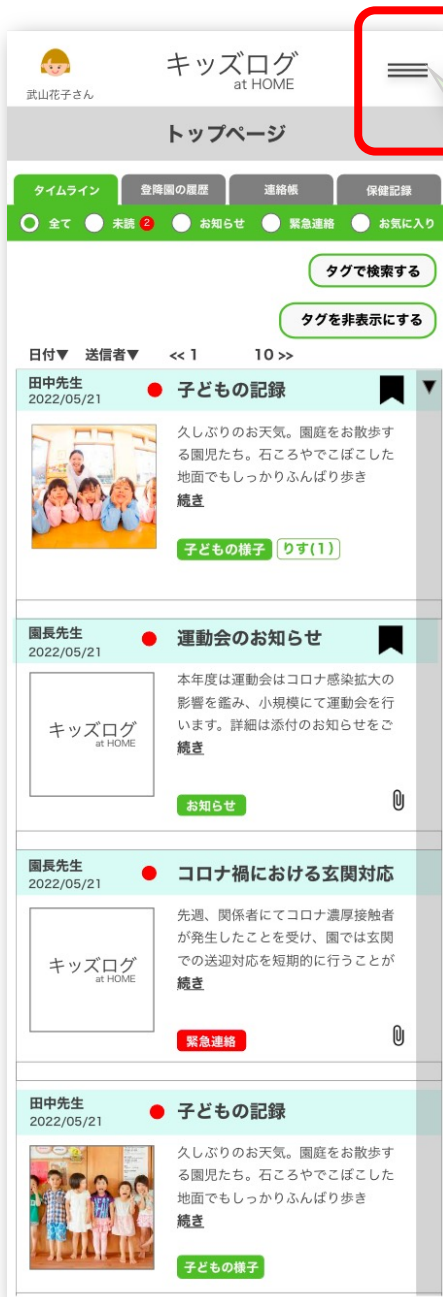 キッズログ
at HOME
武山花子さん
トップページ
タイムライン 登降園の履歴 連絡帳 保健記録
全て 未読 2 お知らせ 緊急連絡 お気に入り
タグで検索する
タグを非表示にする
日付▼ 送信者▼ << 1 10 >>
田中先生
2022/05/21
子どもの記録
▼
久しぶりのお天気。園庭をお散歩す
る園児たち。石ころやでこぼこした
地面でもしっかりふんばり歩き
続き
子どもの様子 りす(1)
園長先生
2022/05/21
運動会のお知らせ
キッズログ
at HOME
本年度は運動会はコロナ感染拡大の
影響を鑑み、小規模にて運動会を行
います。詳細は添付のお知らせをご
続き
お知らせ
園長先生
2022/05/21
コロナ禍における玄関対応
キッズログ
at HOME
先週、関係者にてコロナ濃厚接触者
が発生したことを受け、園では玄関
での送迎対応を短期的に行うことが
続き
緊急連絡
田中先生
2022/05/21
子どもの記録
久しぶりのお天気。園庭をお散歩す
る園児たち。石ころやでこぼこした
地面でもしっかりふんばり歩き
続き
子どもの様子